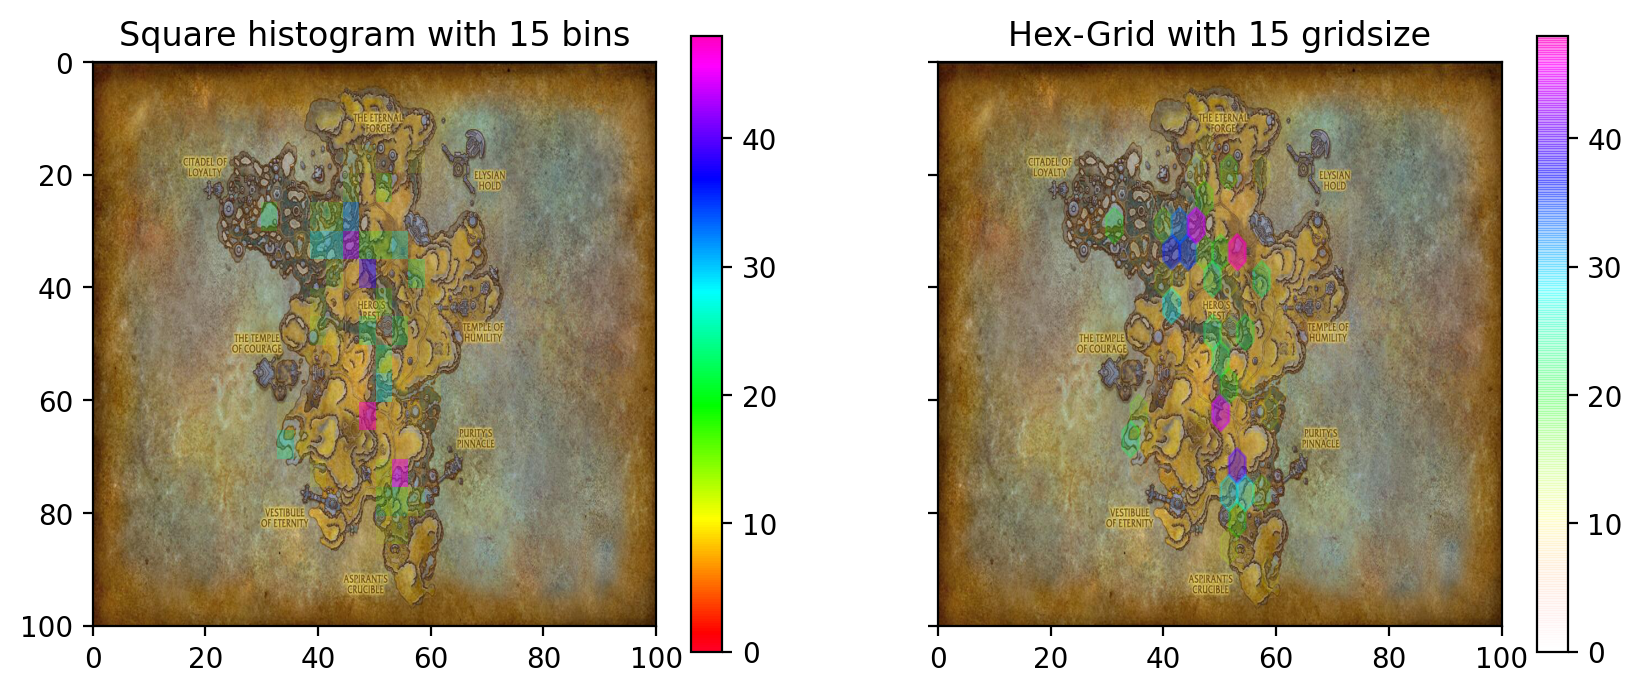 Square histogram with 15 bins
0
20
40
60
80
100
0
20
40
60
80
100
THE ETERNAL
FORGE
CITADEL OF
LOYALTY
ELYSIAN
HOLD
HERO'S
REST
TEMPLE OF
HUMILITY
THE TEMPLE
OF COURAGE
PURITY'S
PINNACLE
VESTIBULE
OF ETERNITY
ASPIRANT'S
CRUCIBLE
40
30
20
10
0
Hex-Grid with 15 gridsize
THE ETERNAL
FORGE
CITADEL OF
LOYALTY
ELYSIAN
HOLD
HERO'S
REST
TEMPLE OF
HUMILITY
THE TEMPLE
OF COURAGE
PURITY'S
PINNACLE
VESTIBULE
OF ETERNITY
ASPIRANT'S
CRUCIBLE
0
20
40
60
80
100
40
30
20
10
0